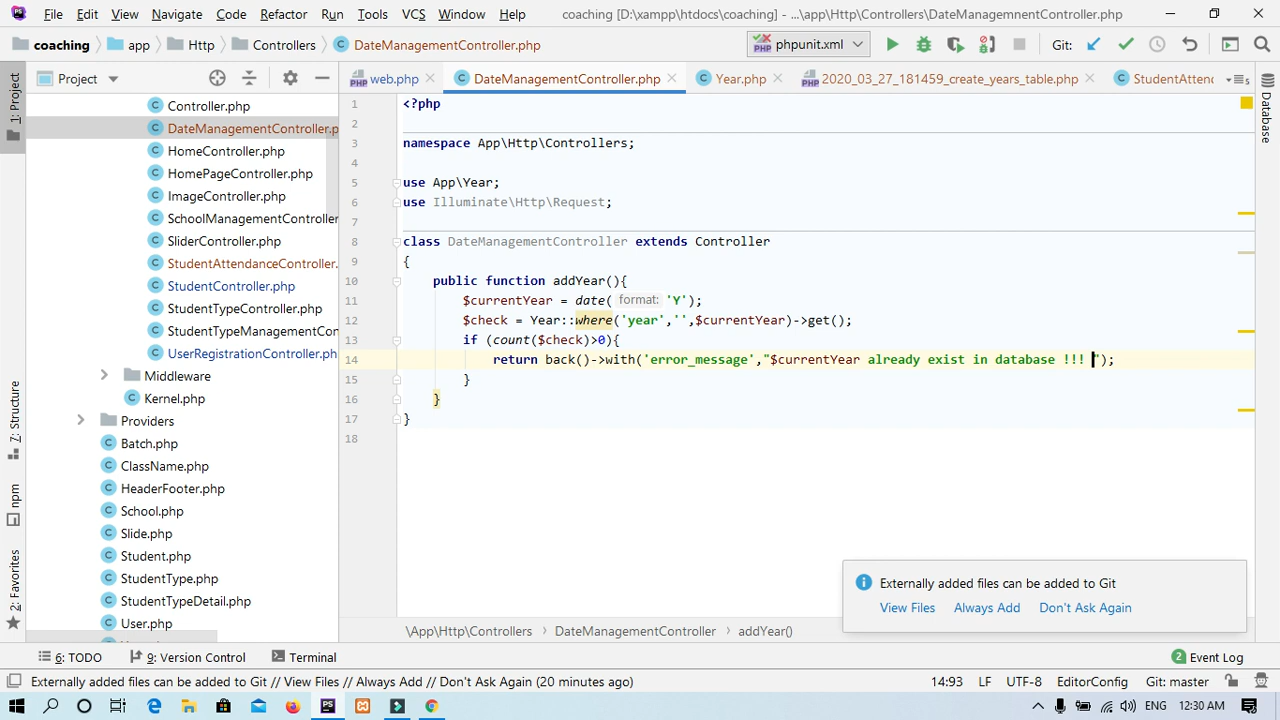 File Edit View Navigate Code Refactor Run Tools VCS Window Help coaching [D:\xampp\htdocs\coaching] - ...\app\Http\Controllers\DateManagemnentController.php
coaching app Http Controllers DateManagementController.php phpunit.xml Git:
Project web.php DateManagementController.php Year.php 2020_03_27_181459_create_years_table.php StudentAtten
1: Project
Z: Structure
npm
2: Favorites
Controller.php
DateManagementController.p
HomeController.php
HomePageController.php
ImageController.php
SchoolManagementController
SliderController.php
StudentAttendanceController.
StudentController.php
StudentTypeController.php
StudentTypeManagementCon
UserRegistrationController.ph
Middleware
Kernel.php
Providers
Batch.php
ClassName.php
HeaderFooter.php
School.php
Slide.php
Student.php
StudentType.php
StudentTypeDetail.php
User.php
1 <?php
2
3 namespace App\Http\Controllers;
4
5 use App\Year;
6 use Illuminate\Http\Request;
7
8 class DateManagementController extends Controller
9 {
10 public function addYear(){
11 $currentYear = date( format: 'Y');
12 $check = Year::where('year','',$currentYear)->get();
13 if (count($check)>0){
14 return back()->with('error_message',"$currentYear already exist in database !!! ");
15 }
16 }
17 }
18
Database
Externally added files can be added to Git
View Files Always Add Don't Ask Again
\App\Http\Controllers DateManagementController addYear()
6: TODO 9: Version Control Terminal 2 Event Log
Externally added files can be added to Git // View Files // Always Add // Don't Ask Again (20 minutes ago) 14:93 LF UTF-8 EditorConfig Git: master
ENG 12:30 AM